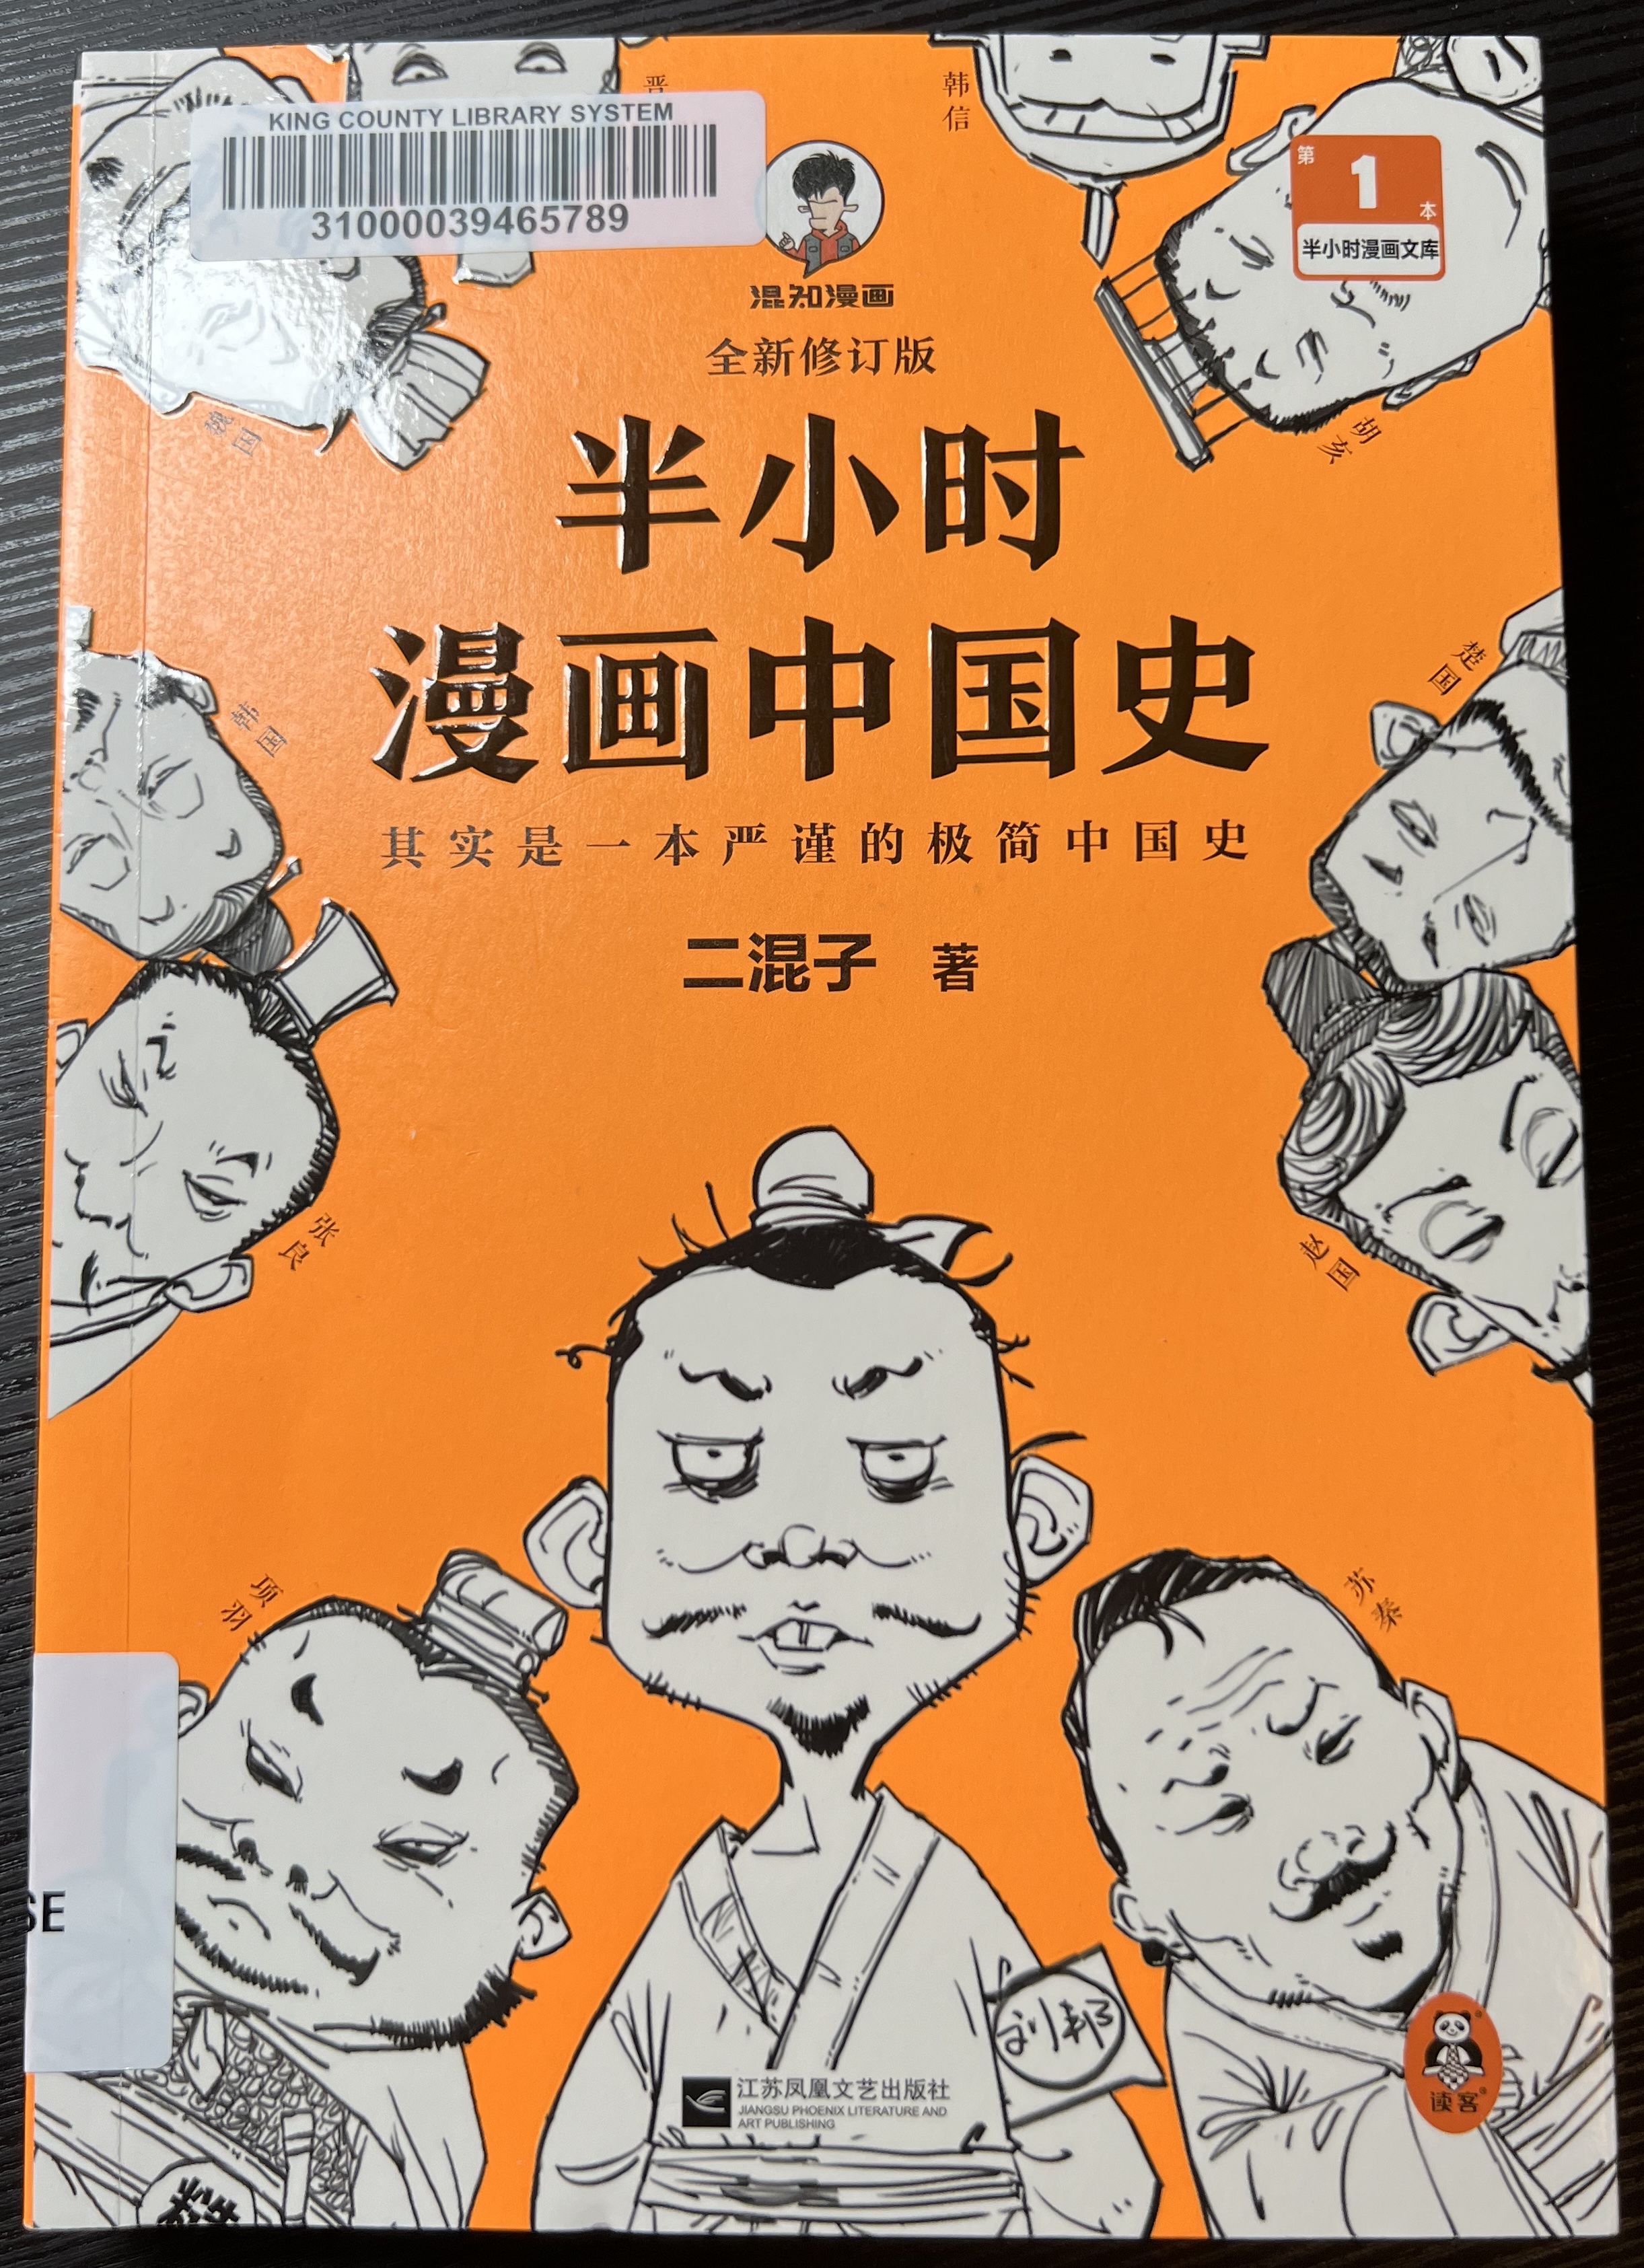 晋
韩信
KING COUNTY LIBRARY SYSTEM
31000039465789
第1本
半小时漫画文库
混知漫画
全新修订版
魏国
胡亥
半小时
漫画中国史
其实是一本严谨的极简中国史
二混子 著
韩国
楚国
张良
赵国
项羽
苏秦
刘邦
SE
江苏凤凰文艺出版社
JIANGSU PHOENIX LITERATURE AND
ART PUBLISHING
读客®